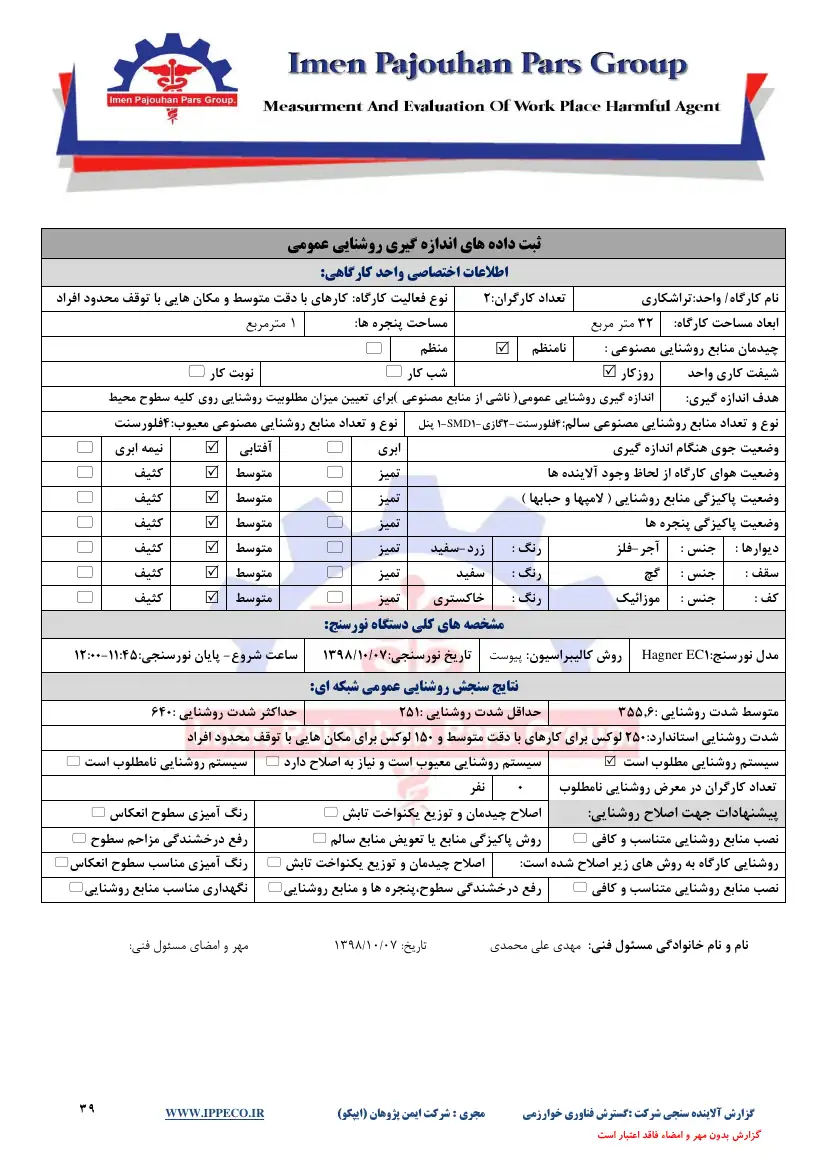 Imen Pajouhan Pars Group
Imen Pajouhan Pars Group.
Measurment And Evaluation Of Work Place Harmful Agent
ثبت داده های اندازه گیری روشنایی عمومی
اطلاعات اختصاصی واحد کارگاهی:
نام کارگاه/ واحد:تراشکاری تعداد کارگران:۲ نوع فعالیت کارگاه: کارهای با دقت متوسط و مکان هایی با توقف محدود افراد
ابعاد مساحت کارگاه: ۳۲ متر مربع مساحت پنجره ها: ۱ مترمربع
چیدمان منابع روشنایی مصنوعی : نامنظم ☑ منظم ☐
شیفت کاری واحد روزکار ☑ شب کار ☐ نوبت کار ☐
هدف اندازه گیری: اندازه گیری روشنایی عمومی( ناشی از منابع مصنوعی )برای تعیین میزان مطلوبیت روشنایی روی کلیه سطوح محیط
نوع و تعداد منابع روشنایی مصنوعی سالم:۴فلورسنت-۲گازی-SMD۱-۱ پنل نوع و تعداد منابع روشنایی مصنوعی معیوب:۴فلورسنت
وضعیت جوی هنگام اندازه گیری ابری ☐ آفتابی ☑ نیمه ابری ☐
وضعیت هوای کارگاه از لحاظ وجود آلاینده ها تمیز ☐ متوسط ☑ کثیف ☐
وضعیت پاکیزگی منابع روشنایی ( لامپها و حبابها ) تمیز ☐ متوسط ☑ کثیف ☐
وضعیت پاکیزگی پنجره ها تمیز ☐ متوسط ☑ کثیف ☐
دیوارها : جنس : آجر-فلز رنگ : زرد-سفید تمیز ☐ متوسط ☑ کثیف ☐
سقف : جنس : گچ رنگ : سفید تمیز ☐ متوسط ☑ کثیف ☐
کف : جنس : موزائیک رنگ : خاکستری تمیز ☐ متوسط ☑ کثیف ☐
مشخصه های کلی دستگاه نورسنج:
مدل نورسنج:Hagner EC۱ روش کالیبراسیون: پیوست تاریخ نورسنجی:۱۳۹۸/۱۰/۰۷ ساعت شروع- پایان نورسنجی:۱۱:۴۵-۱۲:۰۰
نتایج سنجش روشنایی عمومی شبکه ای:
متوسط شدت روشنایی :۳۵۵,۶ حداقل شدت روشنایی :۲۵۱ حداکثر شدت روشنایی :۶۴۰
شدت روشنایی استاندارد:۲۵۰ لوکس برای کارهای با دقت متوسط و ۱۵۰ لوکس برای مکان هایی با توقف محدود افراد
سیستم روشنایی مطلوب است ☑ سیستم روشنایی معیوب است و نیاز به اصلاح دارد ☐ سیستم روشنایی نامطلوب است ☐
تعداد کارگران در معرض روشنایی نامطلوب ۰ نفر
پیشنهادات جهت اصلاح روشنایی: اصلاح چیدمان و توزیع یکنواخت تابش ☐ رنگ آمیزی سطوح انعکاس ☐
نصب منابع روشنایی متناسب و کافی ☐ روش پاکیزگی منابع یا تعویض منابع سالم ☐ رفع درخشندگی مزاحم سطوح ☐
روشنایی کارگاه به روش های زیر اصلاح شده است: اصلاح چیدمان و توزیع یکنواخت تابش ☐ رنگ آمیزی مناسب سطوح انعکاس ☐
نصب منابع روشنایی متناسب و کافی ☐ رفع درخشندگی سطوح،پنجره ها و منابع روشنایی ☐ نگهداری مناسب منابع روشنایی ☐
نام و نام خانوادگی مسئول فنی: مهدی علی محمدی تاریخ: ۱۳۹۸/۱۰/۰۷ مهر و امضای مسئول فنی:
گزارش آلاینده سنجی شرکت :گسترش فناوری خوارزمی مجری : شرکت ایمن پژوهان (ایپکو) WWW.IPPECO.IR ۳۹
گزارش بدون مهر و امضاء فاقد اعتبار است